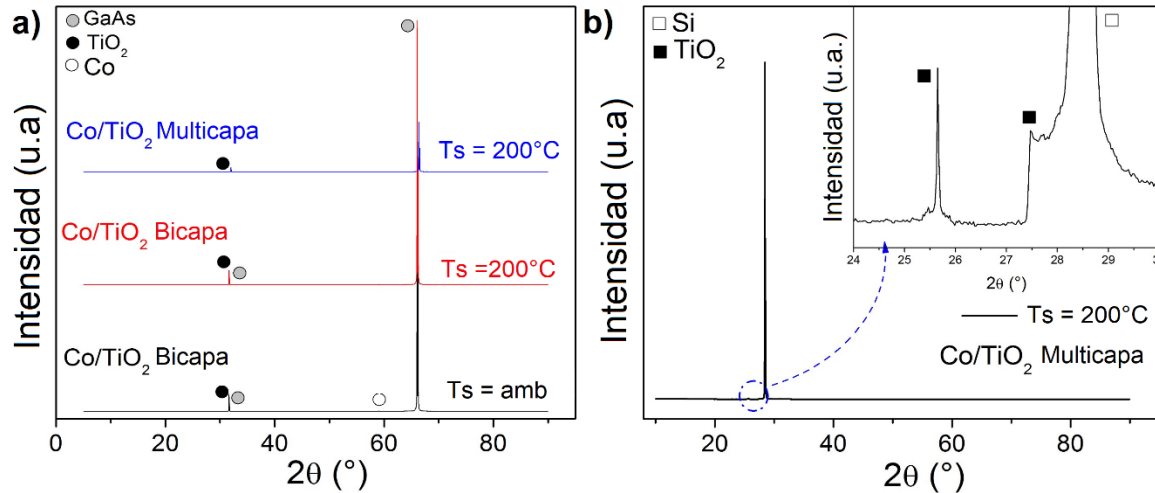 a)
GaAs
TiO₂
Co
Co/TiO₂ Multicapa
Ts = 200°C
Co/TiO₂ Bicapa
Ts =200°C
Co/TiO₂ Bicapa
Ts = amb
Intensidad (u.a)
0 20 40 60 80 100
2θ (°)
b)
Si
TiO₂
Intensidad (u.a.)
24 25 26 27 28 29 30
2θ (°)
Ts = 200°C
Co/TiO₂ Multicapa
Intensidad (u.a)
20 40 60 80
2θ (°)